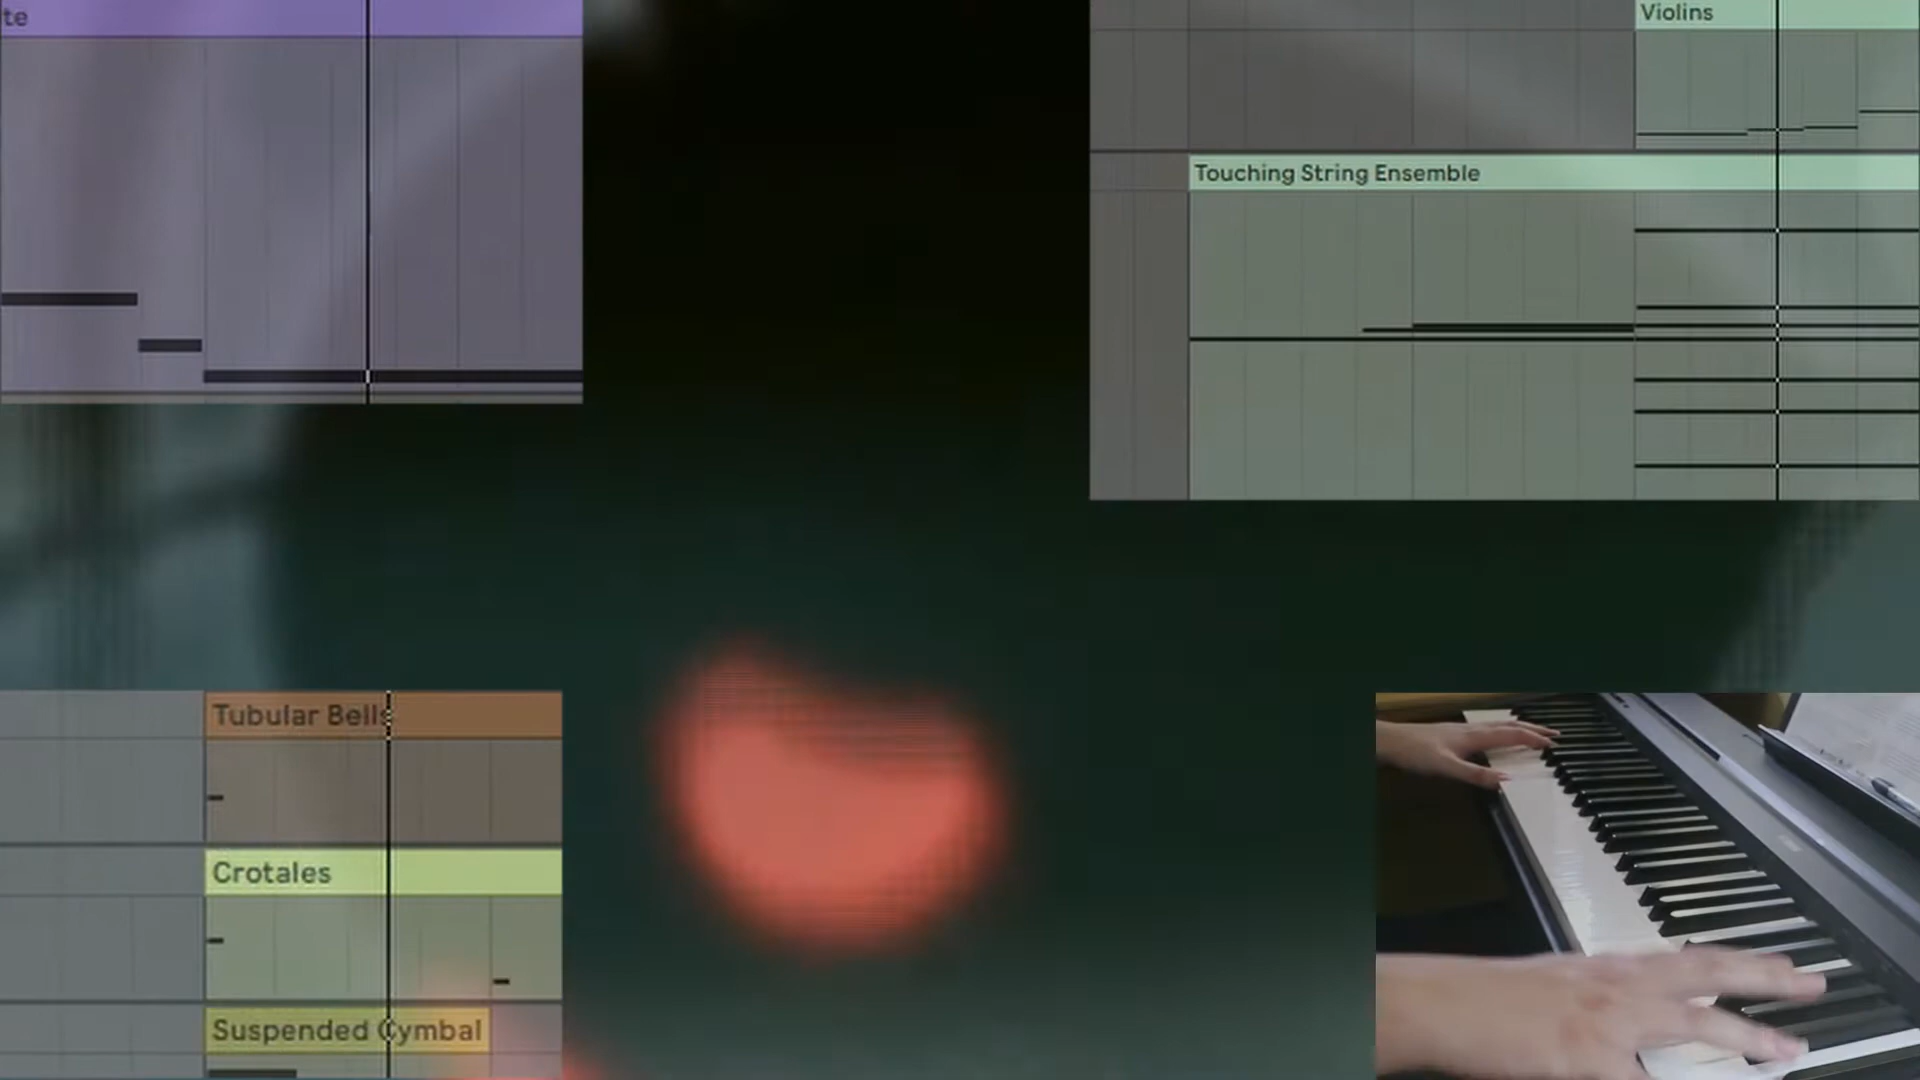 te
Violins
Touching String Ensemble
Tubular Bells
Crotales
Suspended Cymbal